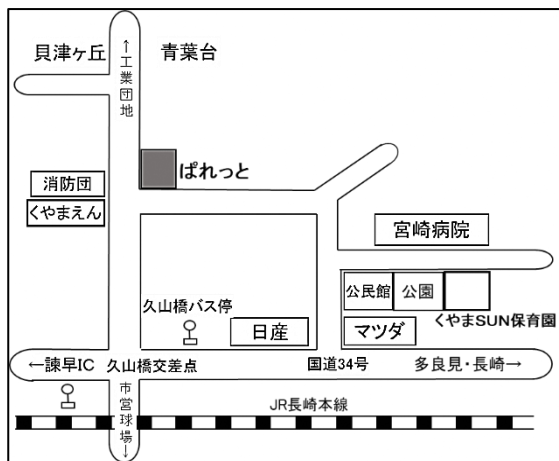 貝津ヶ丘
←工業団地
青葉台
ぱれっと
消防団
くやまえん
宮崎病院
公民館
公園
くやまSUN保育園
久山橋バス停
日産
マツダ
←諫早IC
久山橋交差点
国道34号
多良見・長崎→
市営球場→
JR長崎本線